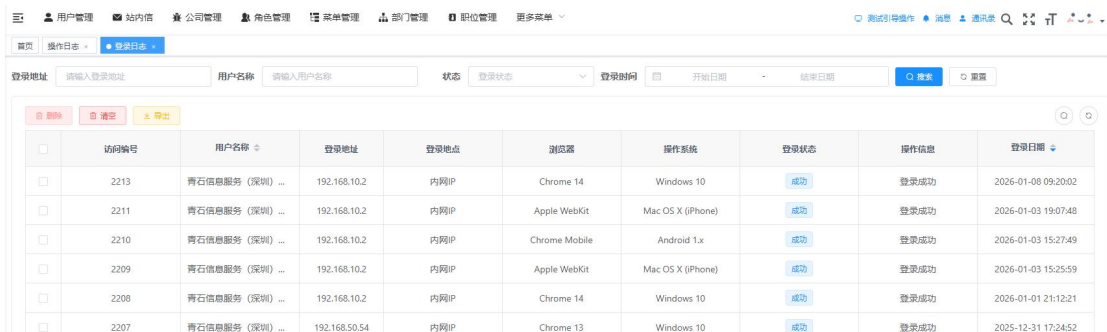 用户管理 站内信 公司管理 角色管理 菜单管理 部门管理 职位管理 更多菜单 测试引导操作 消息 通讯录
首页 操作日志 × 登录日志 ×
登录地址 请输入登录地址 用户名称 请输入用户名称 状态 登录状态 登录时间 开始日期 - 结束日期 搜索 重置
删除 清空 导出
访问编号 用户名称 登录地址 登录地点 浏览器 操作系统 登录状态 操作信息 登录日期
2213 青石信息服务（深圳）... 192.168.10.2 内网IP Chrome 14 Windows 10 成功 登录成功 2026-01-08 09:20:02
2211 青石信息服务（深圳）... 192.168.10.2 内网IP Apple WebKit Mac OS X (iPhone) 成功 登录成功 2026-01-03 19:07:48
2210 青石信息服务（深圳）... 192.168.10.2 内网IP Chrome Mobile Android 1.x 成功 登录成功 2026-01-03 15:27:49
2209 青石信息服务（深圳）... 192.168.10.2 内网IP Apple WebKit Mac OS X (iPhone) 成功 登录成功 2026-01-03 15:25:59
2208 青石信息服务（深圳）... 192.168.10.2 内网IP Chrome 14 Windows 10 成功 登录成功 2026-01-01 21:12:21
2207 青石信息服务（深圳）... 192.168.50.54 内网IP Chrome 13 Windows 10 成功 登录成功 2025-12-31 17:24:52